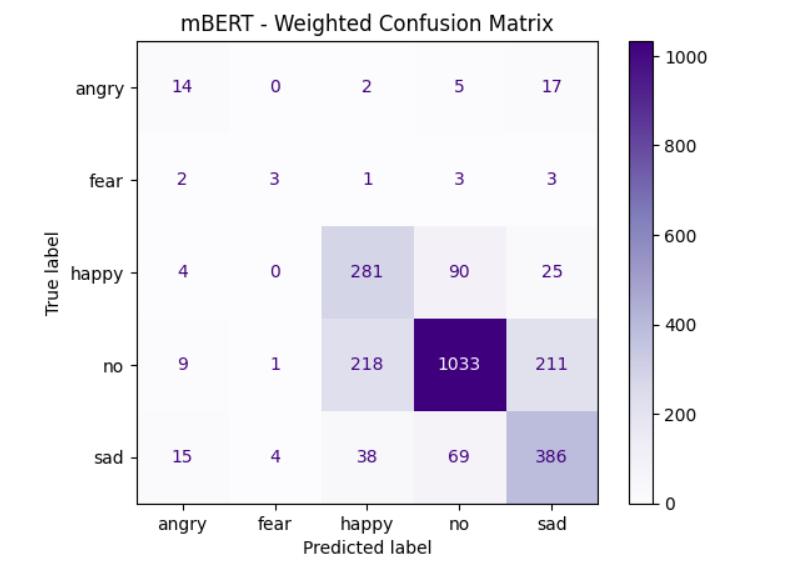 mBERT - Weighted Confusion Matrix
angry 14 0 2 5 17
fear 2 3 1 3 3
happy 4 0 281 90 25
no 9 1 218 1033 211
sad 15 4 38 69 386
angry fear happy no sad
Predicted label
True label
1000
800
600
400
200
0